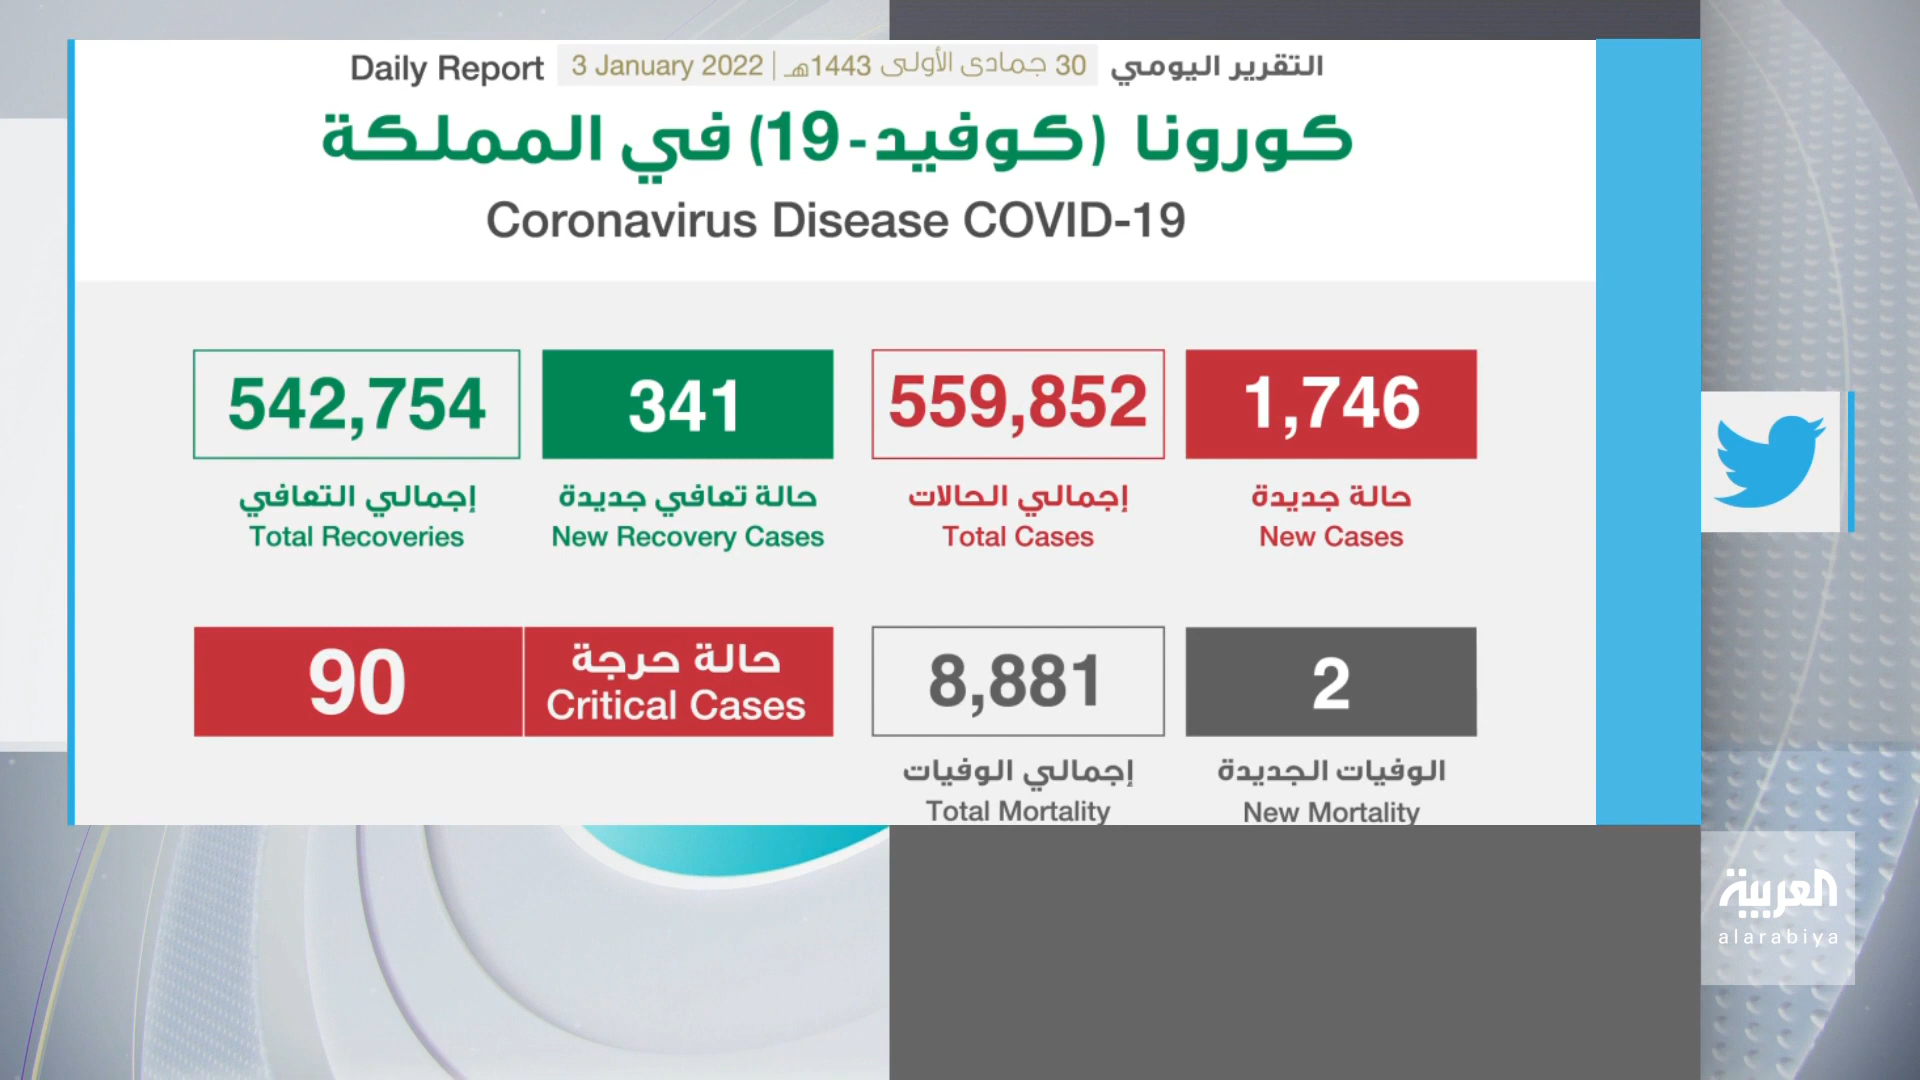 التقرير اليومي 30 جمادى الأولى 1443هـ | 3 January 2022 Daily Report
كورونا (كوفيد-19) في المملكة
Coronavirus Disease COVID-19
1,746
حالة جديدة
New Cases
559,852
إجمالي الحالات
Total Cases
341
حالة تعافي جديدة
New Recovery Cases
542,754
إجمالي التعافي
Total Recoveries
2
الوفيات الجديدة
New Mortality
8,881
إجمالي الوفيات
Total Mortality
حالة حرجة
Critical Cases
90
العربية
alarabiya